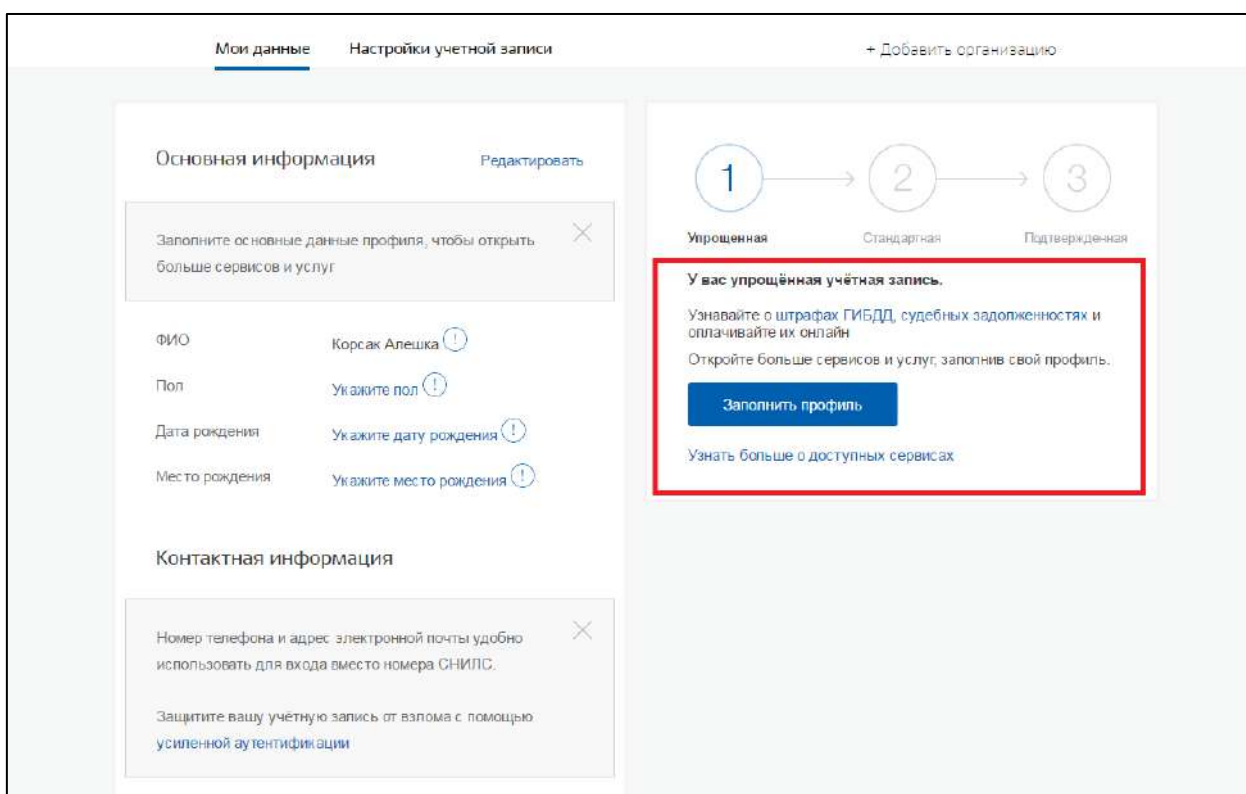 Мои данные
Настройки учетной записи
+ Добавить организацию
Основная информация
Редактировать
Заполните основные данные профиля, чтобы открыть
больше сервисов и услуг
ФИО
Корсак Алешка
Пол
Укажите пол
Дата рождения
Укажите дату рождения
Место рождения
Укажите место рождения
Контактная информация
Номер телефона и адрес электронной почты удобно
использовать для входа вместо номера СНИЛС.
Защитите вашу учётную запись от взлома с помощью
усиленной аутентификации
1
2
3
Упрощенная
Стандартная
Подтвержденная
У вас упрощённая учётная запись.
Узнавайте о штрафах ГИБДД, судебных задолженностях и
оплачивайте их онлайн
Откройте больше сервисов и услуг, заполнив свой профиль.
Заполнить профиль
Узнать больше о доступных сервисах